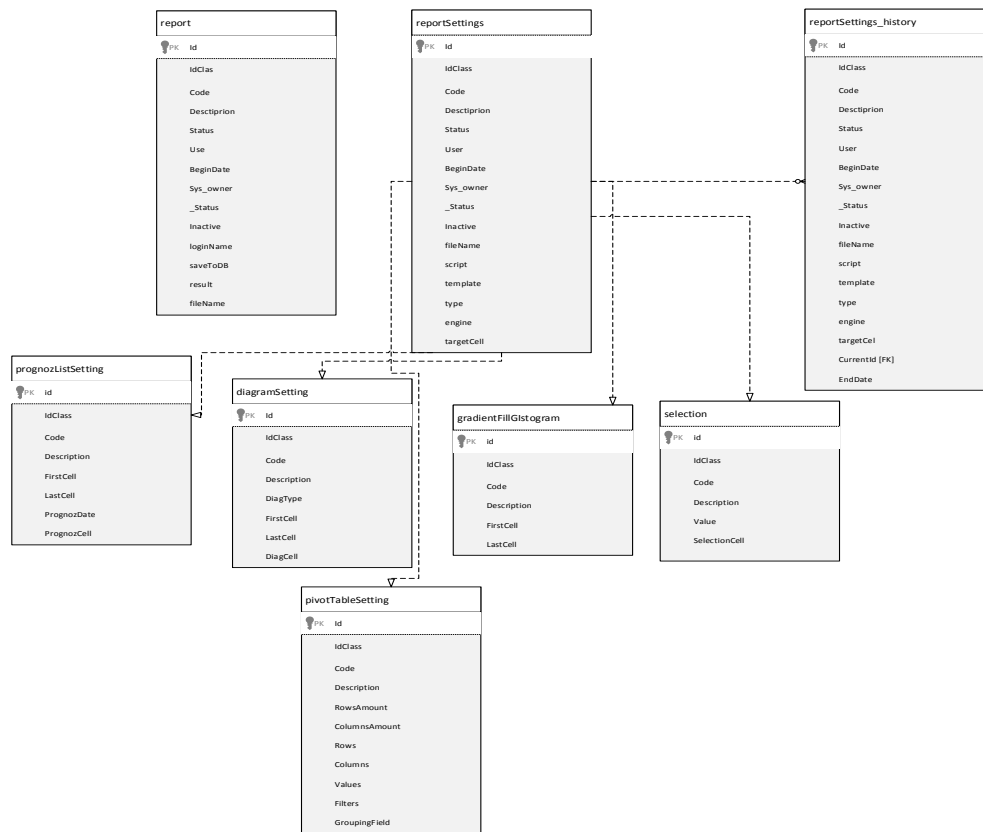 report
PK Id
IdClas
Code
Desctiprion
Status
Use
BeginDate
Sys_owner
_Status
Inactive
loginName
saveToDB
result
fileName
reportSettings
PK Id
IdClass
Code
Desctiprion
Status
User
BeginDate
Sys_owner
_Status
Inactive
fileName
script
template
type
engine
targetCell
reportSettings_history
PK Id
IdClass
Code
Desctiprion
Status
User
BeginDate
Sys_owner
_Status
Inactive
fileName
script
template
type
engine
targetCel
CurrentId [FK]
EndDate
prognozListSetting
PK id
IdClass
Code
Description
FirstCell
LastCell
PrognozDate
PrognozCell
diagramSetting
PK Id
IdClass
Code
Description
DiagType
FirstCell
LastCell
DiagCell
gradientFillGIstogram
PK id
IdClass
Code
Description
FirstCell
LastCell
selection
PK id
IdClass
Code
Description
Value
SelectionCell
pivotTableSetting
PK Id
IdClass
Code
Description
RowsAmount
ColumnsAmount
Rows
Columns
Values
Filters
GroupingField